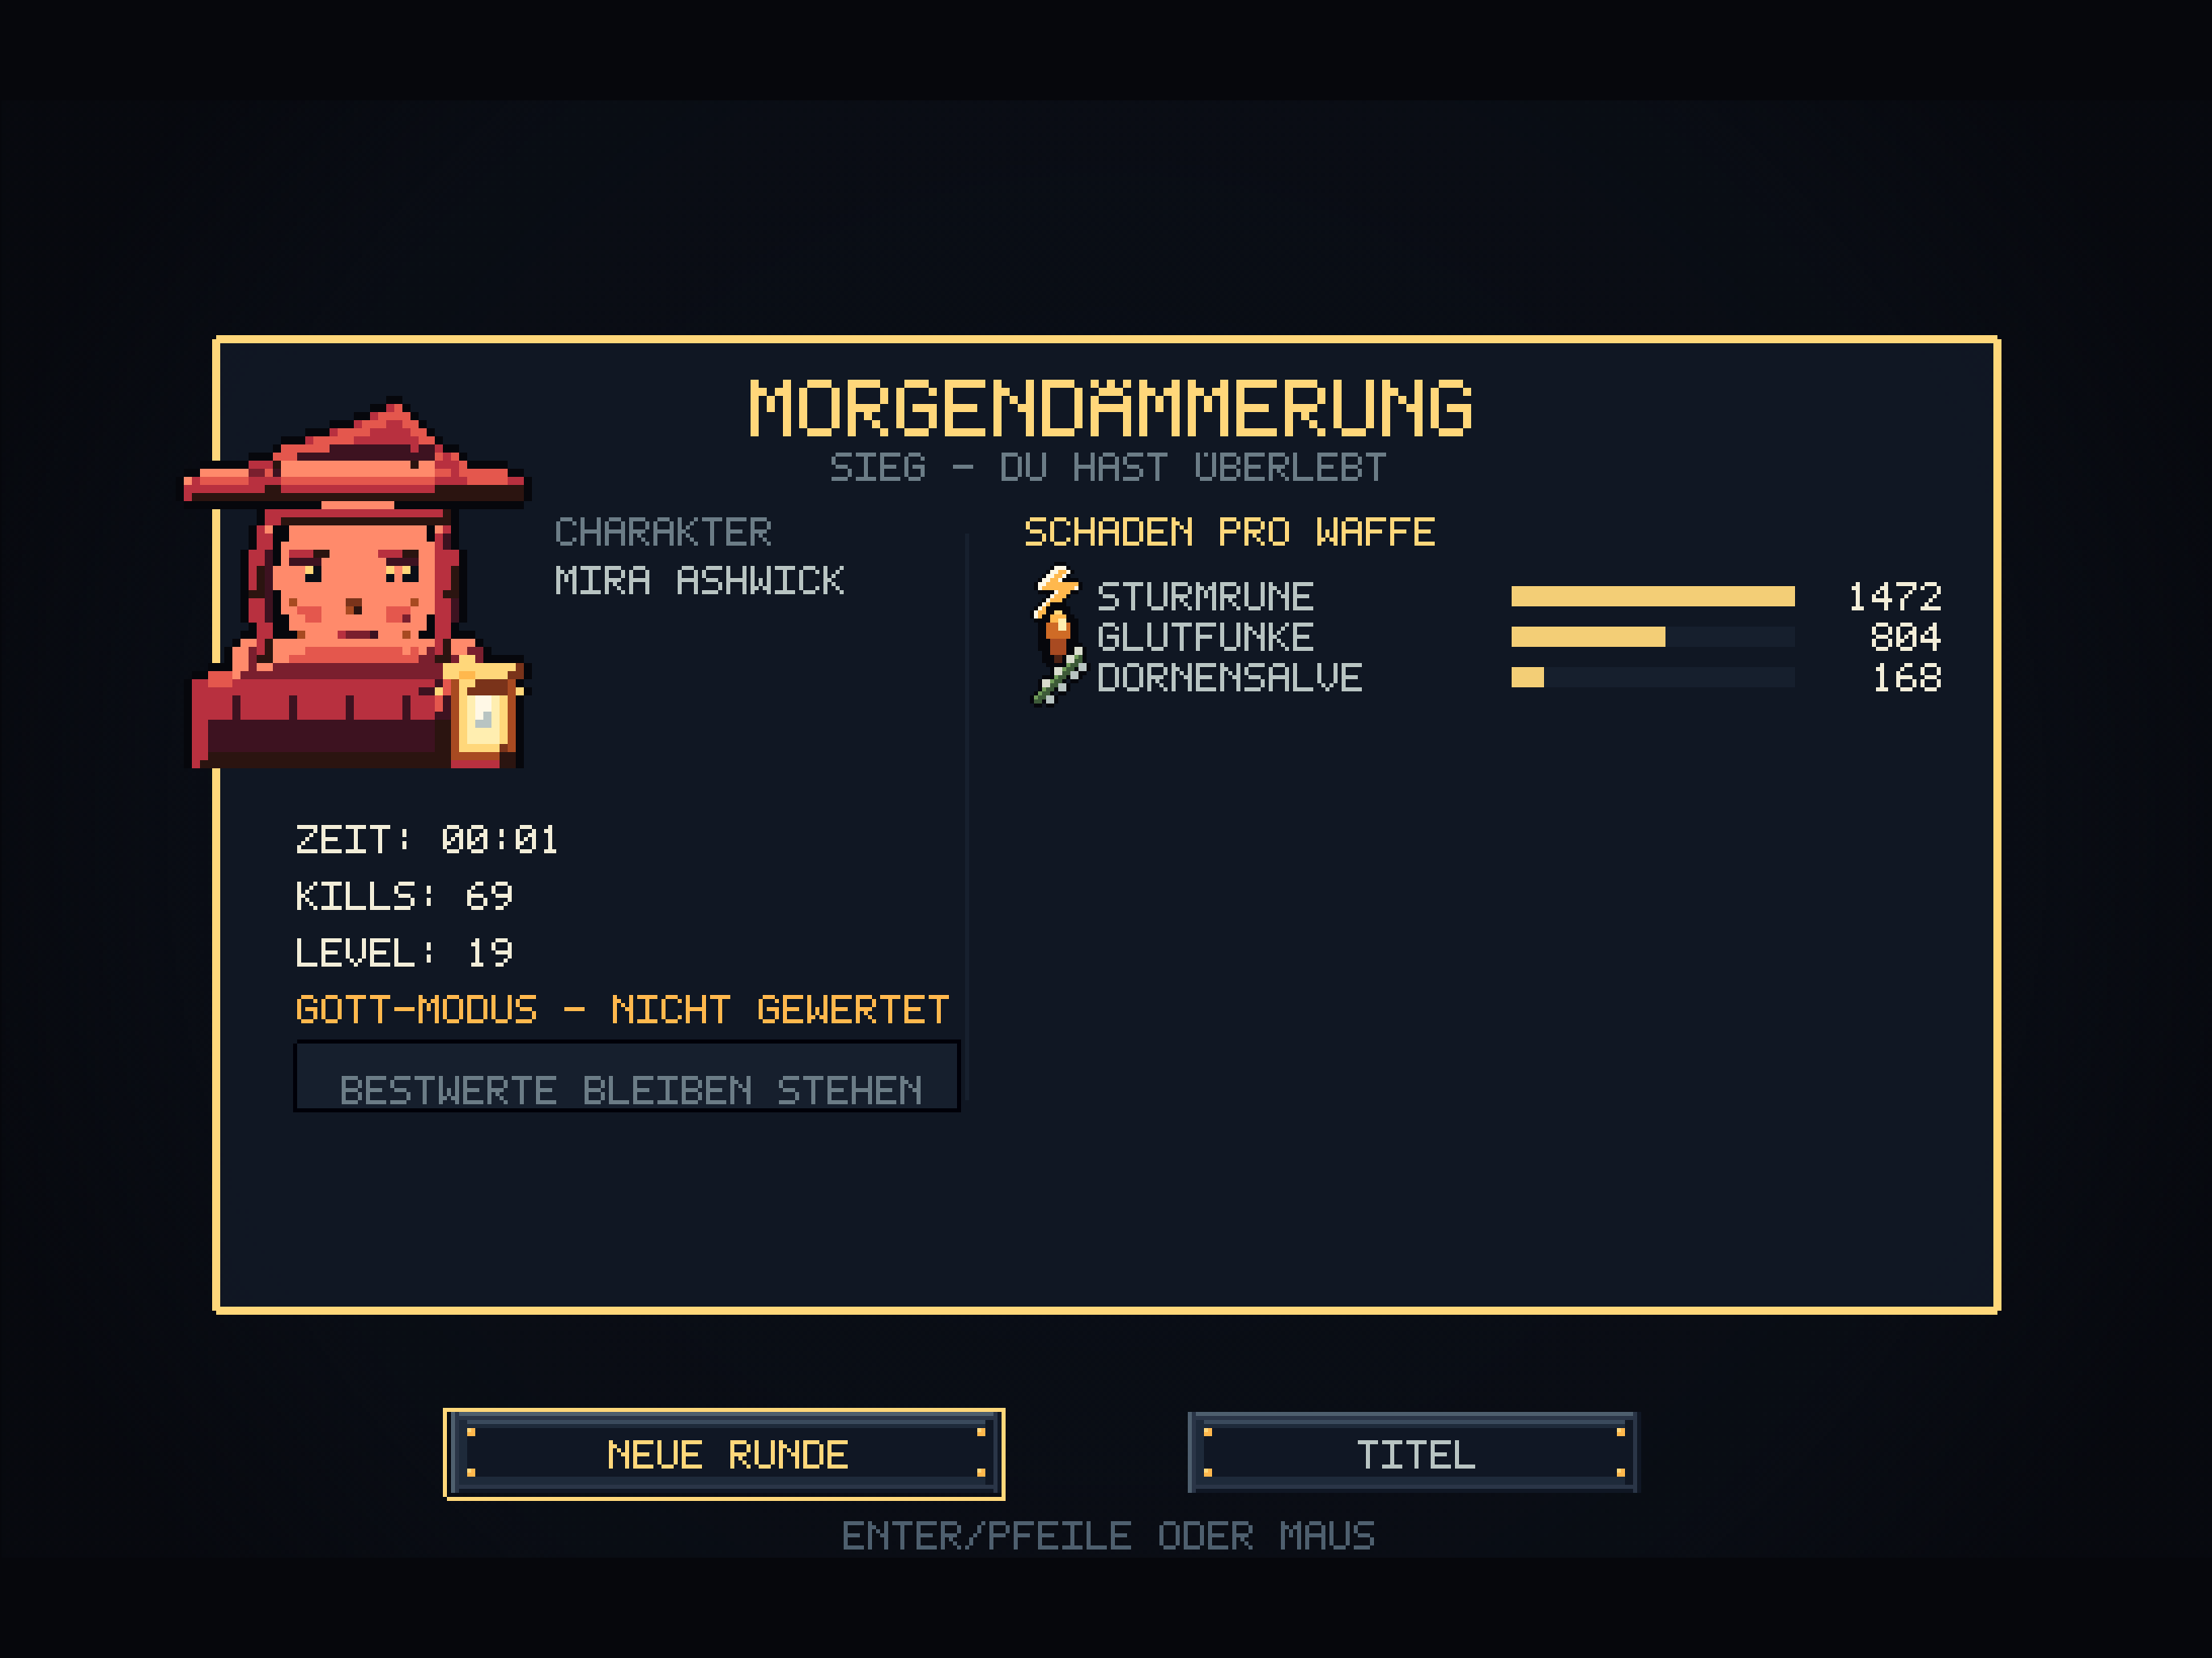 MORGENDÄMMERUNG
SIEG - DU HAST ÜBERLEBT
CHARAKTER
MIRA ASHWICK
ZEIT: 00:01
KILLS: 69
LEVEL: 19
GOTT-MODUS - NICHT GEWERTET
BESTWERTE BLEIBEN STEHEN
SCHADEN PRO WAFFE
STURMRUNE 1472
GLUTFUNKE 804
DORNENSALVE 168
NEUE RUNDE
TITEL
ENTER/PFEILE ODER MAUS